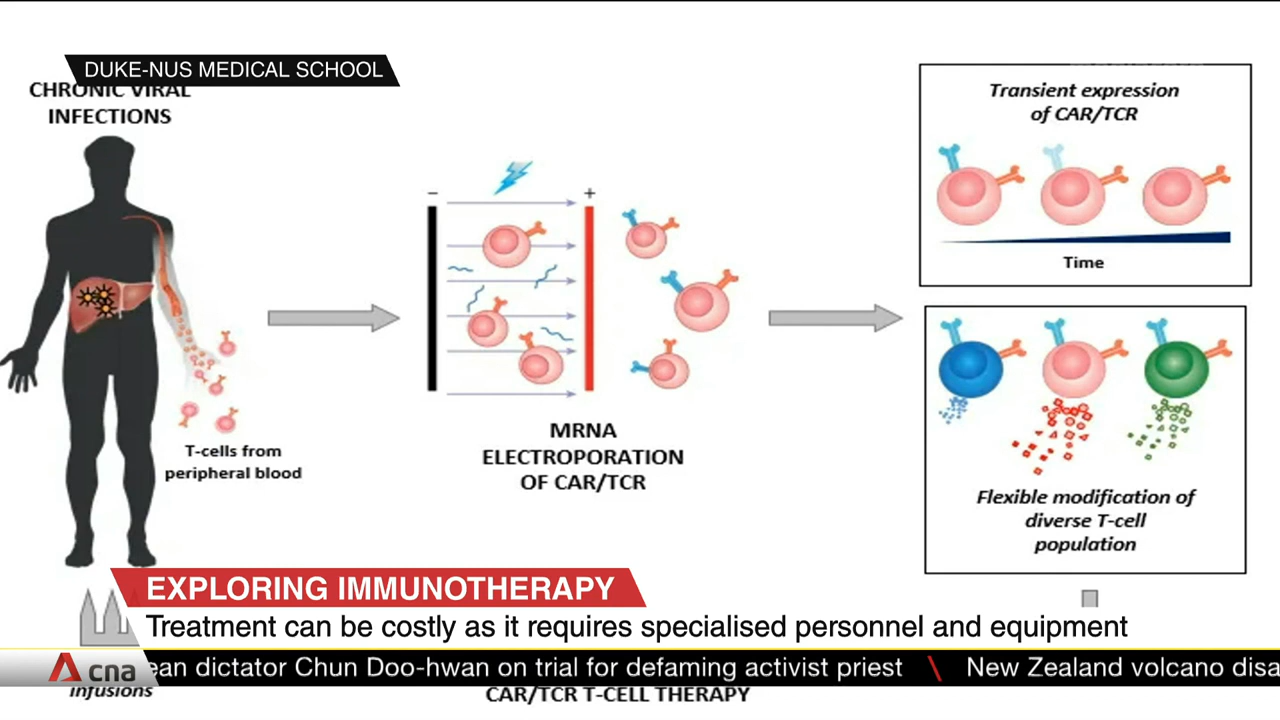 DUKE-NUS MEDICAL SCHOOL
CHRONIC VIRAL
INFECTIONS
T-cells from
peripheral blood
−
+
MRNA
ELECTROPORATION
OF CAR/TCR
Transient expression
of CAR/TCR
Time
Flexible modification of
diverse T-cell
population
EXPLORING IMMUNOTHERAPY
Treatment can be costly as it requires specialised personnel and equipment
cna
ean dictator Chun Doo-hwan on trial for defaming activist priest \ New Zealand volcano disa
infusions
CAR/TCR T-CELL THERAPY